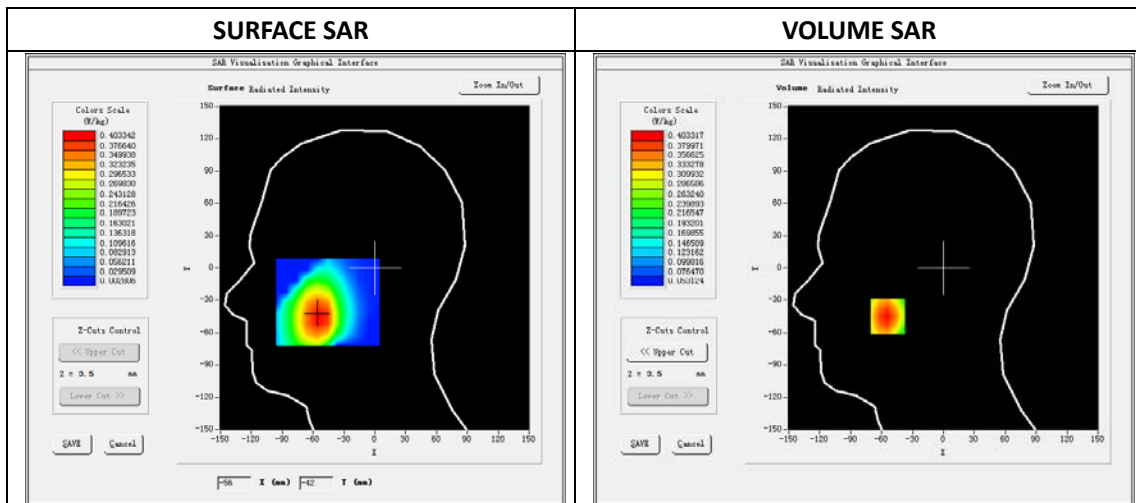 SURFACE SAR
VOLUME SAR
SAR Visualisation Graphical Interface
Surface Radiated Intensity
Zoom In/Out
Colors Scale
(W/kg)
0.403342
0.376640
0.349938
0.323235
0.296533
0.269830
0.243128
0.216426
0.189723
0.163021
0.136318
0.109616
0.082913
0.056211
0.029509
0.002806
150
120
90
60
30
0
-30
-60
-90
-120
-150
Y
-150 -120 -90 -60 -30 0 30 60 90 120 150
X
Z-Cuts Control
<< Upper Cut
Z = 3.5 mm
Lower Cut >>
SAVE Cancel
-56 X (mm) -42 Y (mm)
SAR Visualisation Graphical Interface
Volume Radiated Intensity
Zoom In/Out
Colors Scale
(W/kg)
0.403317
0.379971
0.356625
0.333278
0.309932
0.286586
0.263240
0.239893
0.216547
0.193201
0.169855
0.146509
0.123162
0.099816
0.076470
0.053124
150
120
90
60
30
0
-30
-60
-90
-120
-150
Y
-150 -120 -90 -60 -30 0 30 60 90 120 150
X
Z-Cuts Control
<< Upper Cut
Z = 3.5 mm
Lower Cut >>
SAVE Cancel